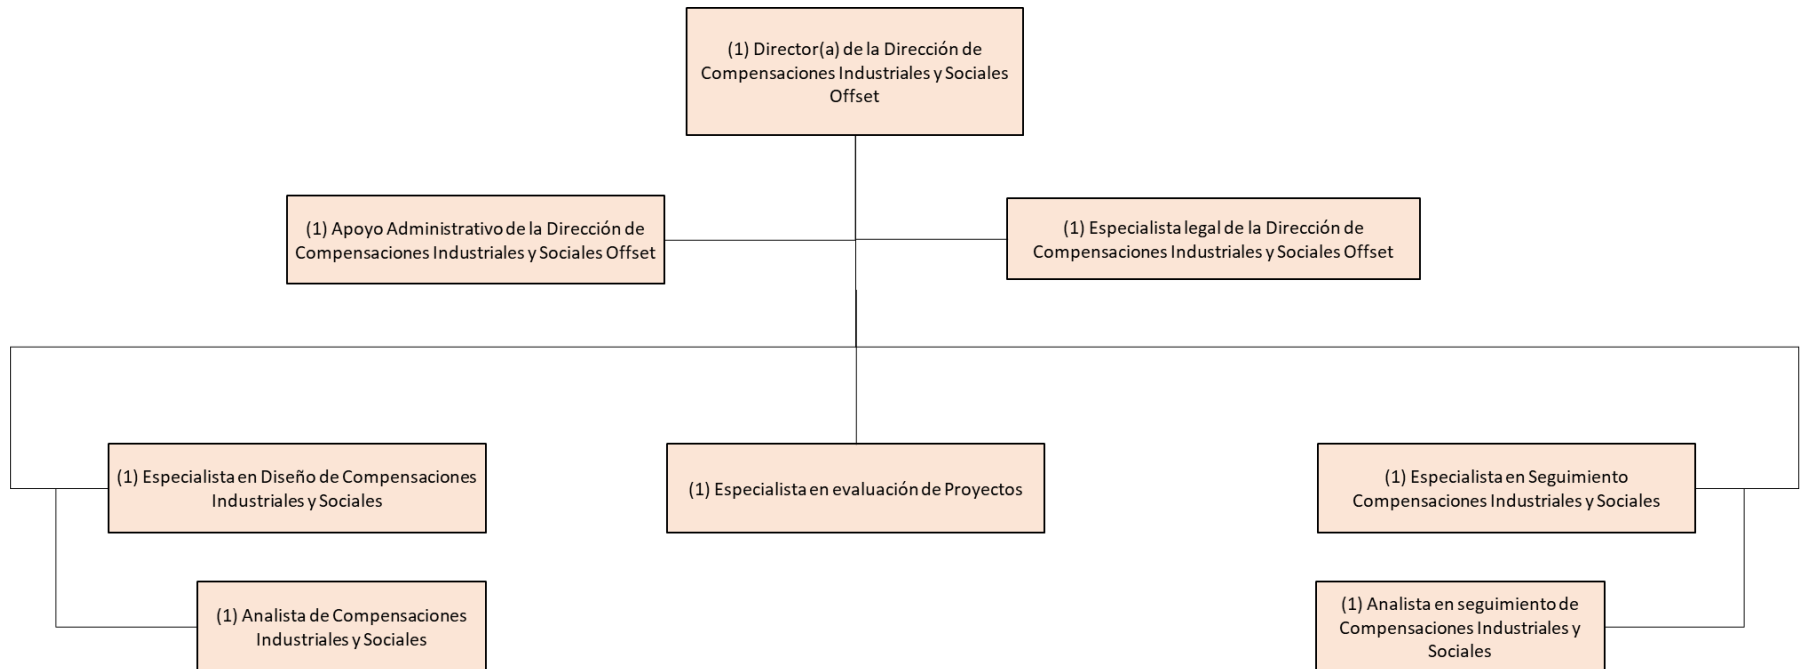 (1) Director(a) de la Dirección de
Compensaciones Industriales y Sociales
Offset
(1) Apoyo Administrativo de la Dirección de
Compensaciones Industriales y Sociales Offset
(1) Especialista legal de la Dirección de
Compensaciones Industriales y Sociales Offset
(1) Especialista en Diseño de Compensaciones
Industriales y Sociales
(1) Especialista en evaluación de Proyectos
(1) Especialista en Seguimiento
Compensaciones Industriales y Sociales
(1) Analista de Compensaciones
Industriales y Sociales
(1) Analista en seguimiento de
Compensaciones Industriales y
Sociales